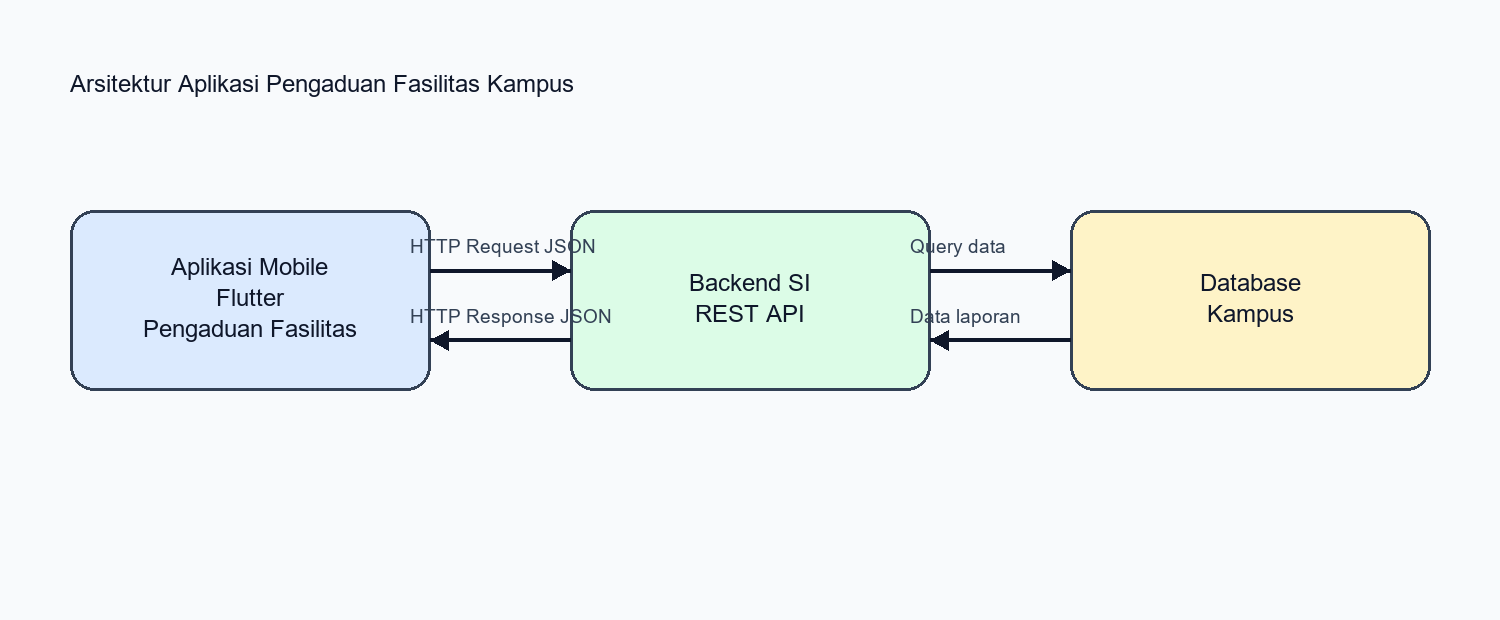 Arsitektur Aplikasi Pengaduan Fasilitas Kampus
Aplikasi Mobile
Flutter
Pengaduan Fasilitas
HTTP Request JSON
HTTP Response JSON
Backend SI
REST API
Query data
Data laporan
Database
Kampus